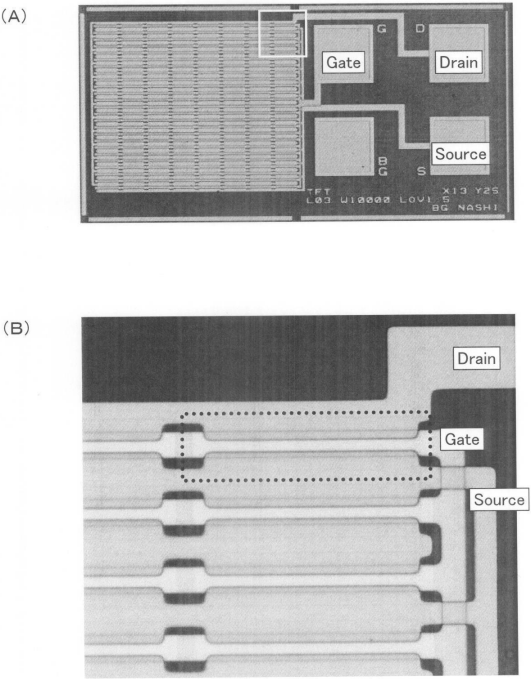 (A)
G D
Gate Drain
Source
B
G S
TFT X13 Y25
L03 W10000 LOV1.5
BG NASHI
(B)
Drain
Gate
Source